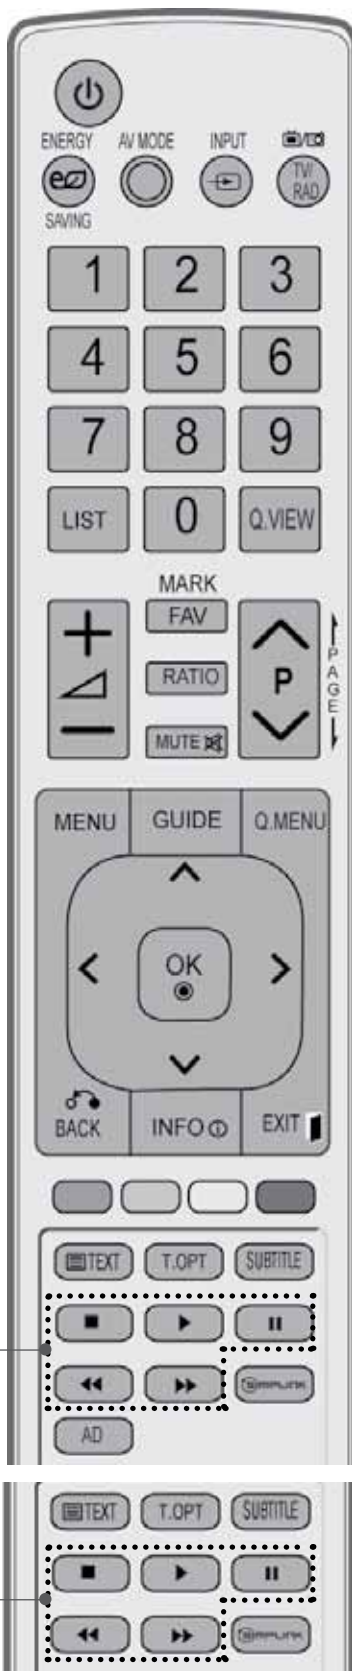 ENERGY AV MODE INPUT
TV/
RAD
SAVING
1 2 3
4 5 6
7 8 9
LIST 0 Q.VIEW
MARK
FAV
RATIO
P
PAGE
MUTE
MENU GUIDE Q.MENU
OK
BACK INFO EXIT
TEXT T.OPT SUBTITLE
SIMPLINK
AD
TEXT T.OPT SUBTITLE
SIMPLINK